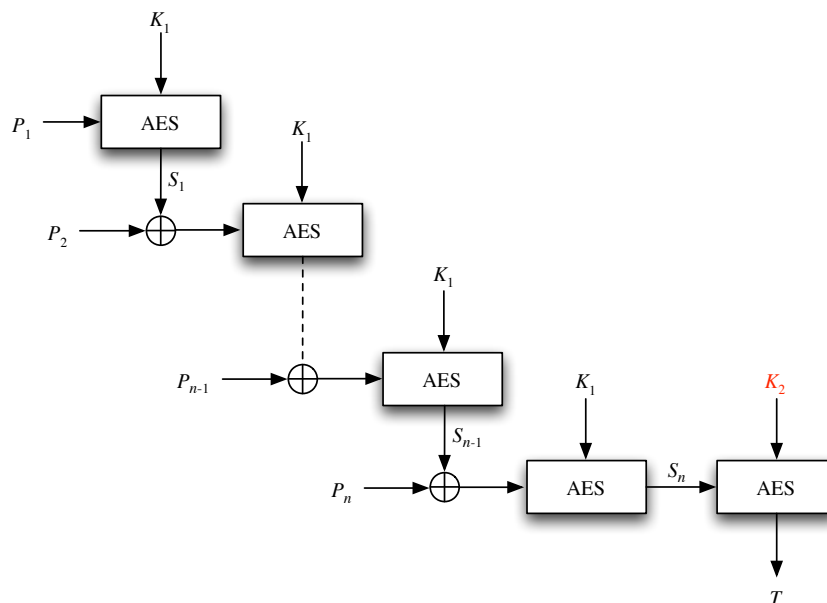 K₁
P₁ AES
K₁
S₁
P₂ AES
K₁
Pₙ₋₁ AES
K₁ K₂
Sₙ₋₁
Pₙ AES Sₙ AES
T